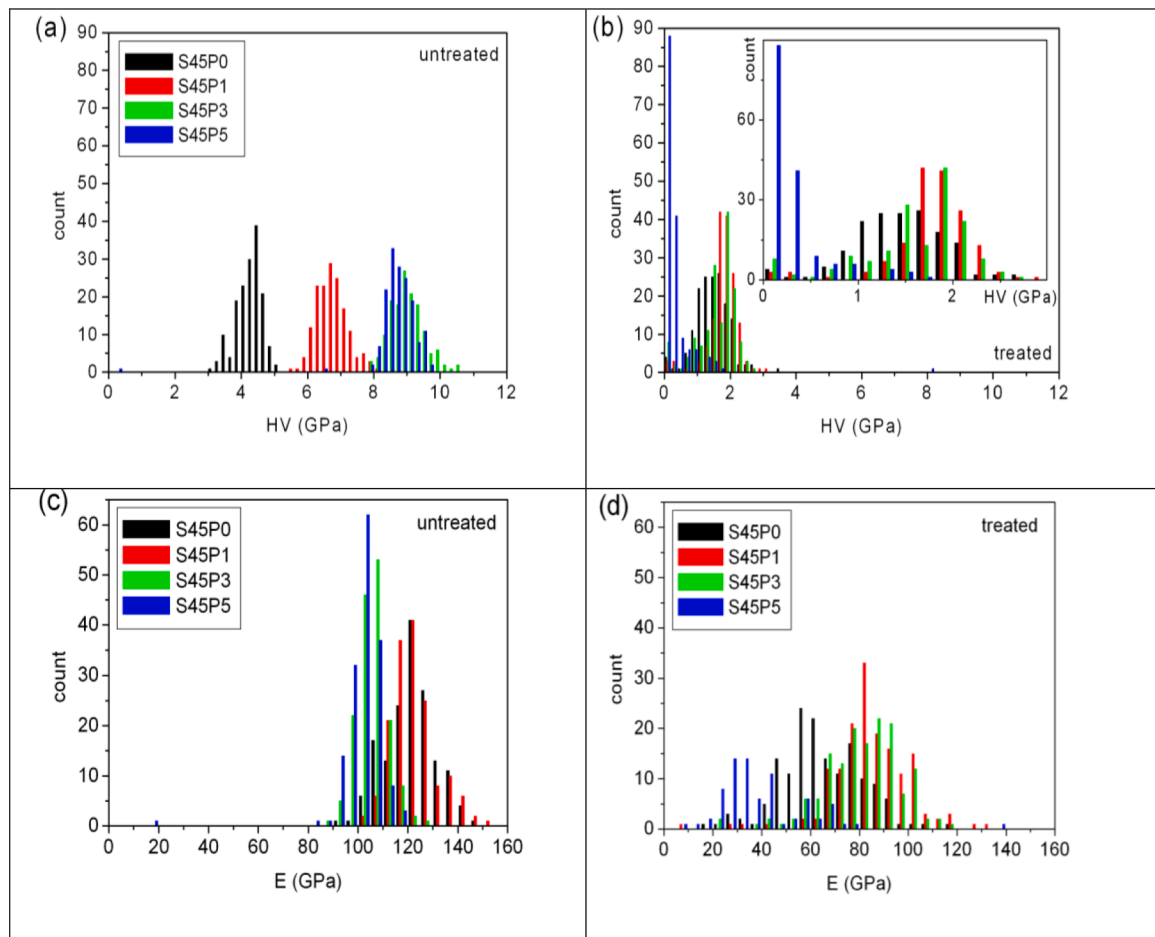 (a)
untreated
S45P0
S45P1
S45P3
S45P5
90
80
70
60
50
40
30
20
10
0
count
0 2 4 6 8 10 12
HV (GPa)
(b)
90
80
70
60
50
40
30
20
10
0
count
count
60
30
0
0 1 2
HV (GPa)
treated
0 2 4 6 8 10 12
HV (GPa)
(c)
untreated
S45P0
S45P1
S45P3
S45P5
60
50
40
30
20
10
0
count
0 20 40 60 80 100 120 140 160
E (GPa)
(d)
treated
S45P0
S45P1
S45P3
S45P5
60
50
40
30
20
10
0
count
0 20 40 60 80 100 120 140 160
E (GPa)